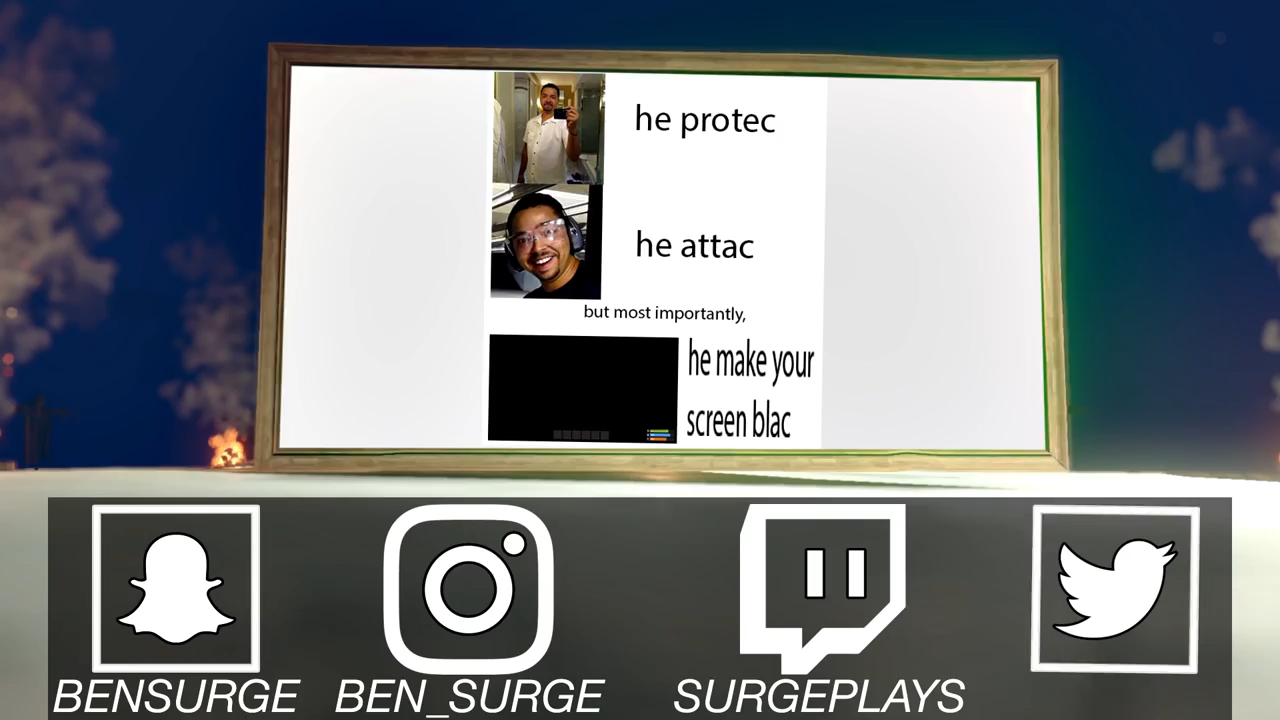 he protec
he attac
but most importantly,
he make your
screen blac
BENSURGE
BEN_SURGE
SURGEPLAYS